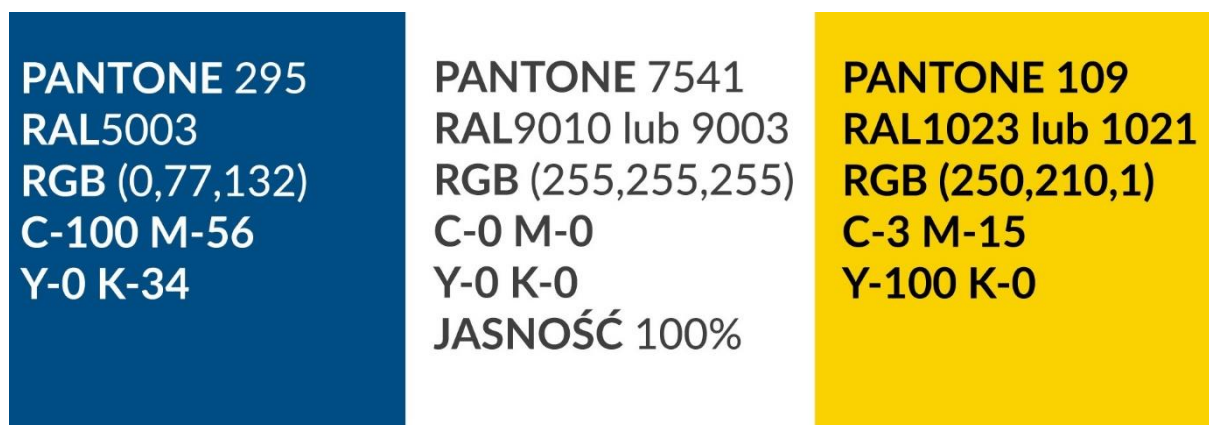 PANTONE 295
RAL5003
RGB (0,77,132)
C-100 M-56
Y-0 K-34
PANTONE 7541
RAL9010 lub 9003
RGB (255,255,255)
C-0 M-0
Y-0 K-0
JASNOŚĆ 100%
PANTONE 109
RAL1023 lub 1021
RGB (250,210,1)
C-3 M-15
Y-100 K-0